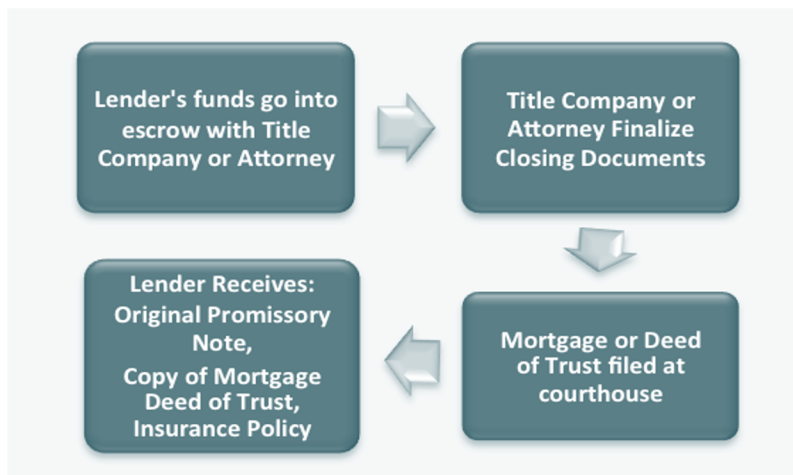 Lender's funds go into
escrow with Title
Company or Attorney
Title Company or
Attorney Finalize
Closing Documents
Mortgage or Deed
of Trust filed at
courthouse
Lender Receives:
Original Promissory
Note,
Copy of Mortgage
Deed of Trust,
Insurance Policy